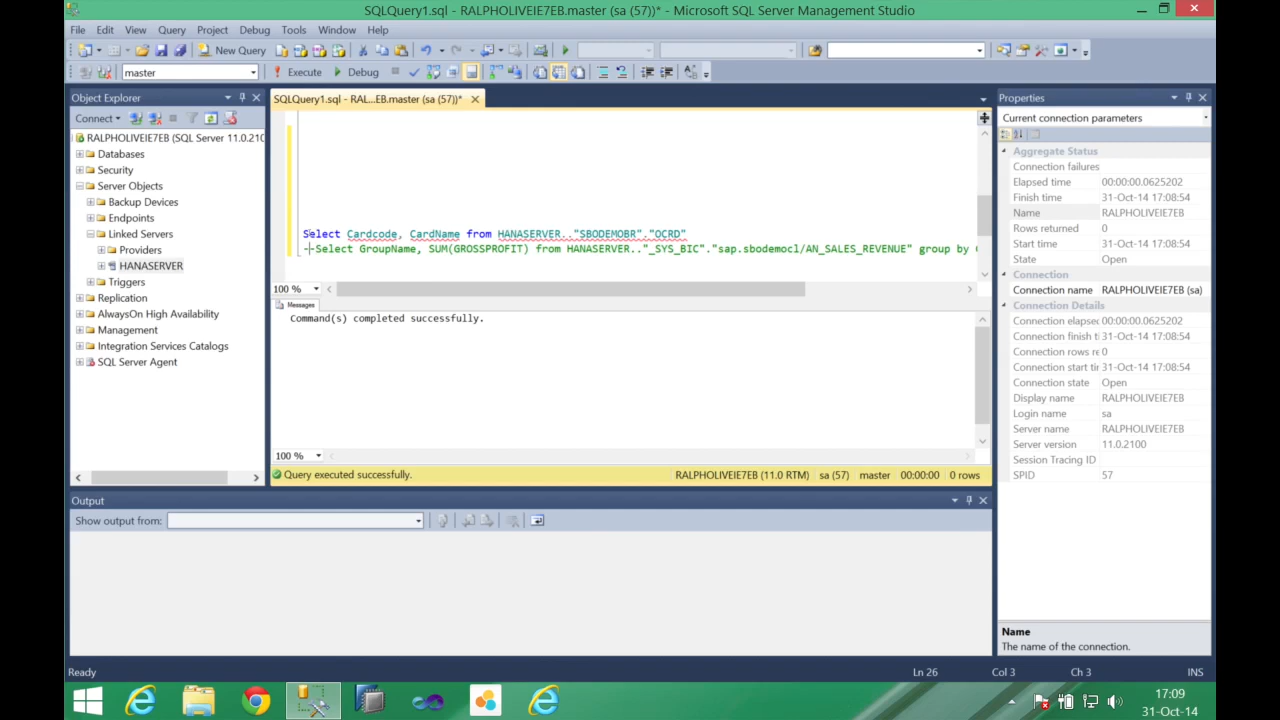 SQLQuery1.sql - RALPHOLIVEIE7EB.master (sa (57))* - Microsoft SQL Server Management Studio
File Edit View Query Project Debug Tools Window Help
New Query
master Execute Debug
Object Explorer
Connect
RALPHOLIVEIE7EB (SQL Server 11.0.210
Databases
Security
Server Objects
Backup Devices
Endpoints
Linked Servers
Providers
HANASERVER
Triggers
Replication
AlwaysOn High Availability
Management
Integration Services Catalogs
SQL Server Agent
SQLQuery1.sql - RAL...EB.master (sa (57))*
Select Cardcode, CardName from HANASERVER.."SBODEMOBR"."OCRD"
--Select GroupName, SUM(GROSSPROFIT) from HANASERVER.."_SYS_BIC"."sap.sbodemocl/AN_SALES_REVENUE" group by
100 %
Messages
Command(s) completed successfully.
100 %
Query executed successfully. RALPHOLIVEIE7EB (11.0 RTM) sa (57) master 00:00:00 0 rows
Properties
Current connection parameters
Aggregate Status
Connection failures
Elapsed time 00:00:00.0625202
Finish time 31-Oct-14 17:08:54
Name RALPHOLIVEIE7EB
Rows returned 0
Start time 31-Oct-14 17:08:54
State Open
Connection
Connection name RALPHOLIVEIE7EB (sa)
Connection Details
Connection elapse 00:00:00.0625202
Connection finish t 31-Oct-14 17:08:54
Connection rows re 0
Connection start tir 31-Oct-14 17:08:54
Connection state Open
Display name RALPHOLIVEIE7EB
Login name sa
Server name RALPHOLIVEIE7EB
Server version 11.0.2100
Session Tracing ID
SPID 57
Name
The name of the connection.
Output
Show output from:
Ready Ln 26 Col 3 Ch 3 INS
17:09
31-Oct-14